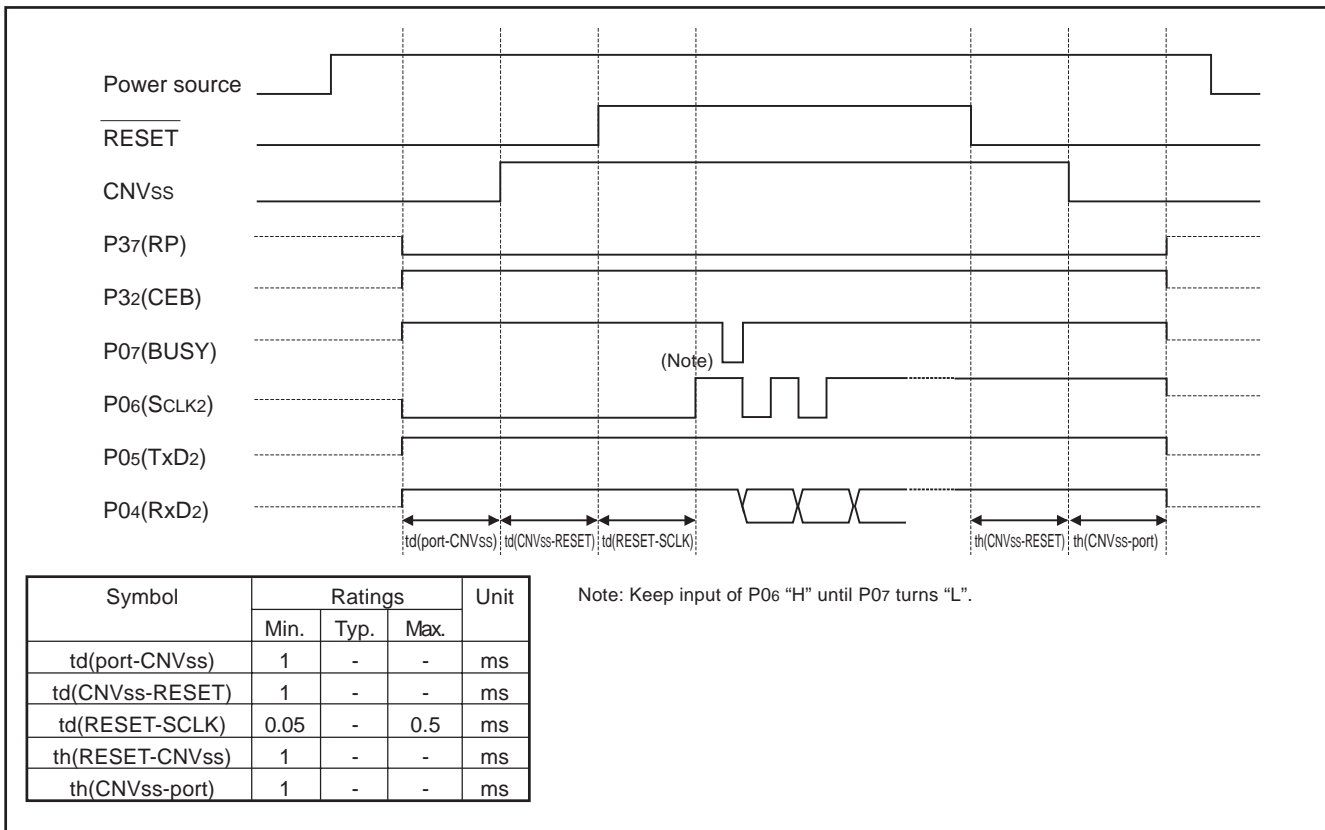 Power source
RESET
CNVss
P37(RP)
P32(CEB)
P07(BUSY)
(Note)
P06(SCLK2)
P05(TxD2)
P04(RxD2)
td(port-CNVss) td(CNVss-RESET) td(RESET-SCLK) th(CNVss-RESET) th(CNVss-port)
Symbol Ratings Unit
Min. Typ. Max.
td(port-CNVss) 1 - - ms
td(CNVss-RESET) 1 - - ms
td(RESET-SCLK) 0.05 - 0.5 ms
th(RESET-CNVss) 1 - - ms
th(CNVss-port) 1 - - ms
Note: Keep input of P06 “H” until P07 turns “L”.